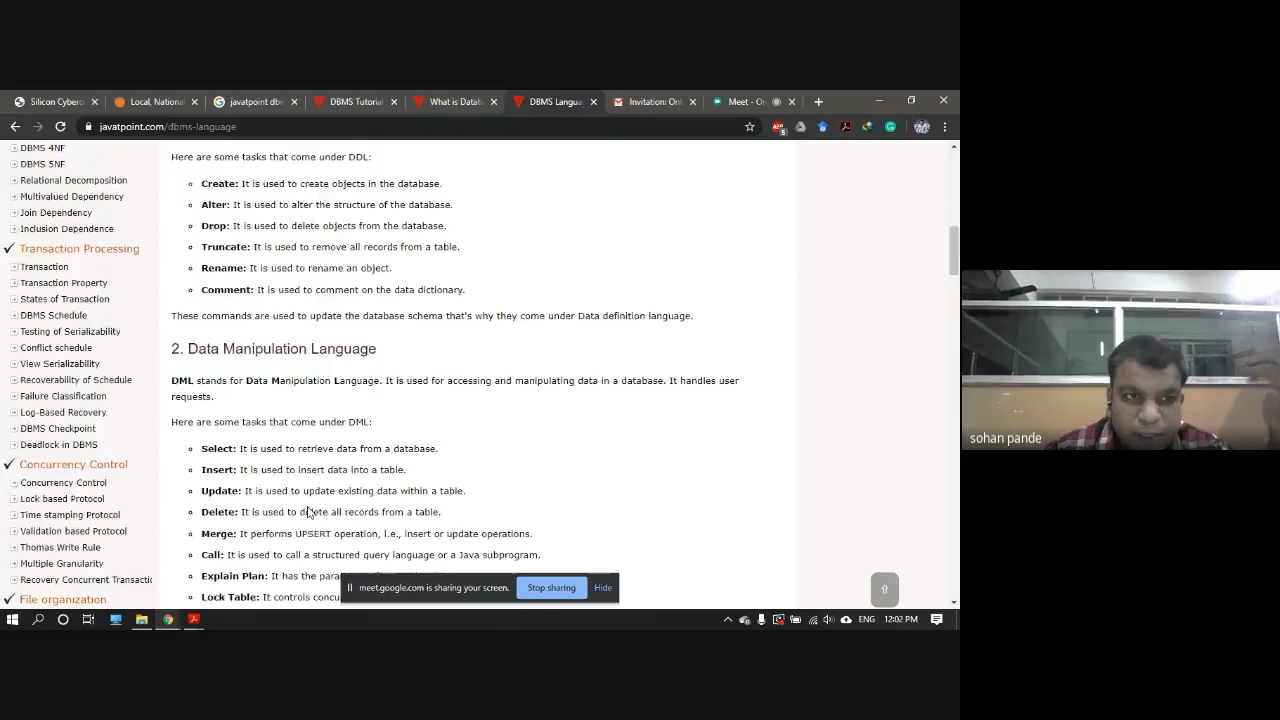 Silicon Cyberc
Local, National
javatpoint dbm
DBMS Tutorial
What is Databa
DBMS Langua
Invitation: Onl
Meet - On
javatpoint.com/dbms-language
DBMS 4NF
DBMS 5NF
Relational Decomposition
Multivalued Dependency
Join Dependency
Inclusion Dependence
Transaction Processing
Transaction
Transaction Property
States of Transaction
DBMS Schedule
Testing of Serializability
Conflict schedule
View Serializability
Recoverability of Schedule
Failure Classification
Log-Based Recovery
DBMS Checkpoint
Deadlock in DBMS
Concurrency Control
Concurrency Control
Lock based Protocol
Time stamping Protocol
Validation based Protocol
Thomas Write Rule
Multiple Granularity
Recovery Concurrent Transactic
File organization
Here are some tasks that come under DDL:
Create: It is used to create objects in the database.
Alter: It is used to alter the structure of the database.
Drop: It is used to delete objects from the database.
Truncate: It is used to remove all records from a table.
Rename: It is used to rename an object.
Comment: It is used to comment on the data dictionary.
These commands are used to update the database schema that's why they come under Data definition language.
2. Data Manipulation Language
DML stands for Data Manipulation Language. It is used for accessing and manipulating data in a database. It handles user
requests.
Here are some tasks that come under DML:
Select: It is used to retrieve data from a database.
Insert: It is used to insert data into a table.
Update: It is used to update existing data within a table.
Delete: It is used to delete all records from a table.
Merge: It performs UPSERT operation, i.e., insert or update operations.
Call: It is used to call a structured query language or a Java subprogram.
Explain Plan: It has the para
Lock Table: It controls concu
meet.google.com is sharing your screen.
Stop sharing
Hide
sohan pande
ENG
12:02 PM